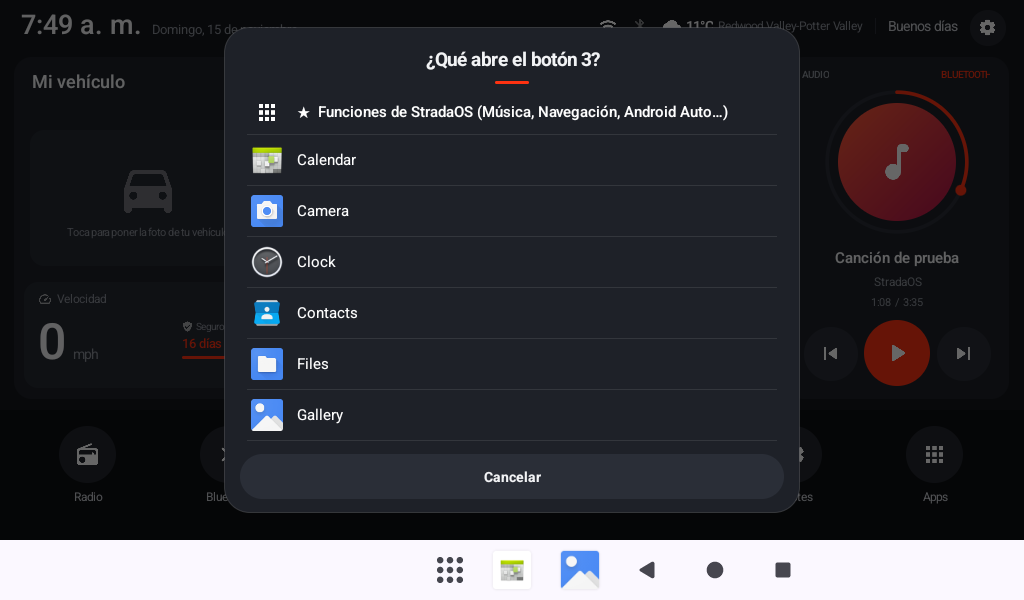 7:49 a. m.
Domingo, 15 de
11°C
Redwood Valley-Potter Valley
Buenos días
¿Qué abre el botón 3?
Mi vehículo
AUDIO
BLUETOOTH
★ Funciones de StradaOS (Música, Navegación, Android Auto…)
Calendar
Camera
Clock
Contacts
Files
Gallery
Cancelar
Toca para poner la foto de tu vehícul
Velocidad
0 mph
Seguro
16 días
Canción de prueba
StradaOS
1:08 / 3:35
Radio
Blue
tes
Apps